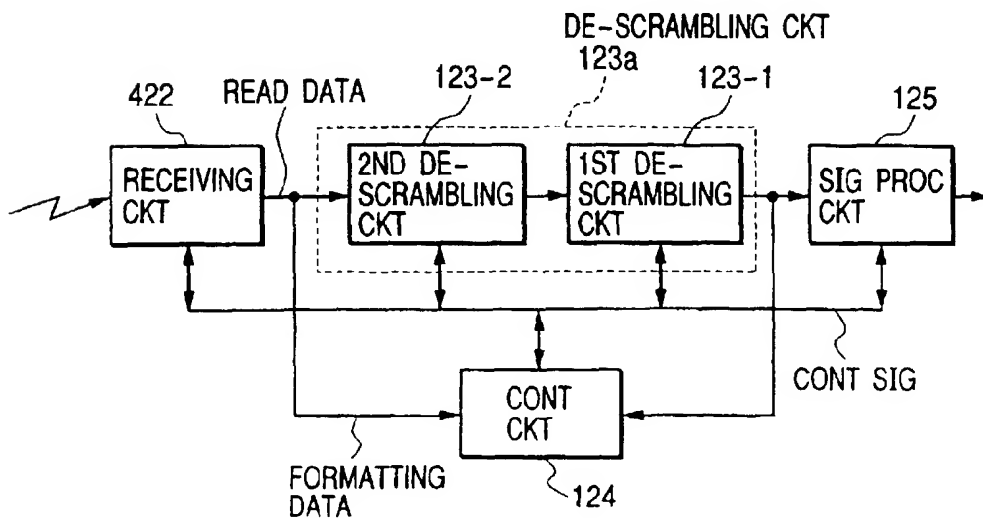 DE-SCRAMBLING CKT
123a
422
READ DATA
123-2
123-1
125
RECEIVING
CKT
2ND DE-
SCRAMBLING
CKT
1ST DE-
SCRAMBLING
CKT
SIG PROC
CKT
CONT SIG
CONT
CKT
FORMATTING
DATA
124